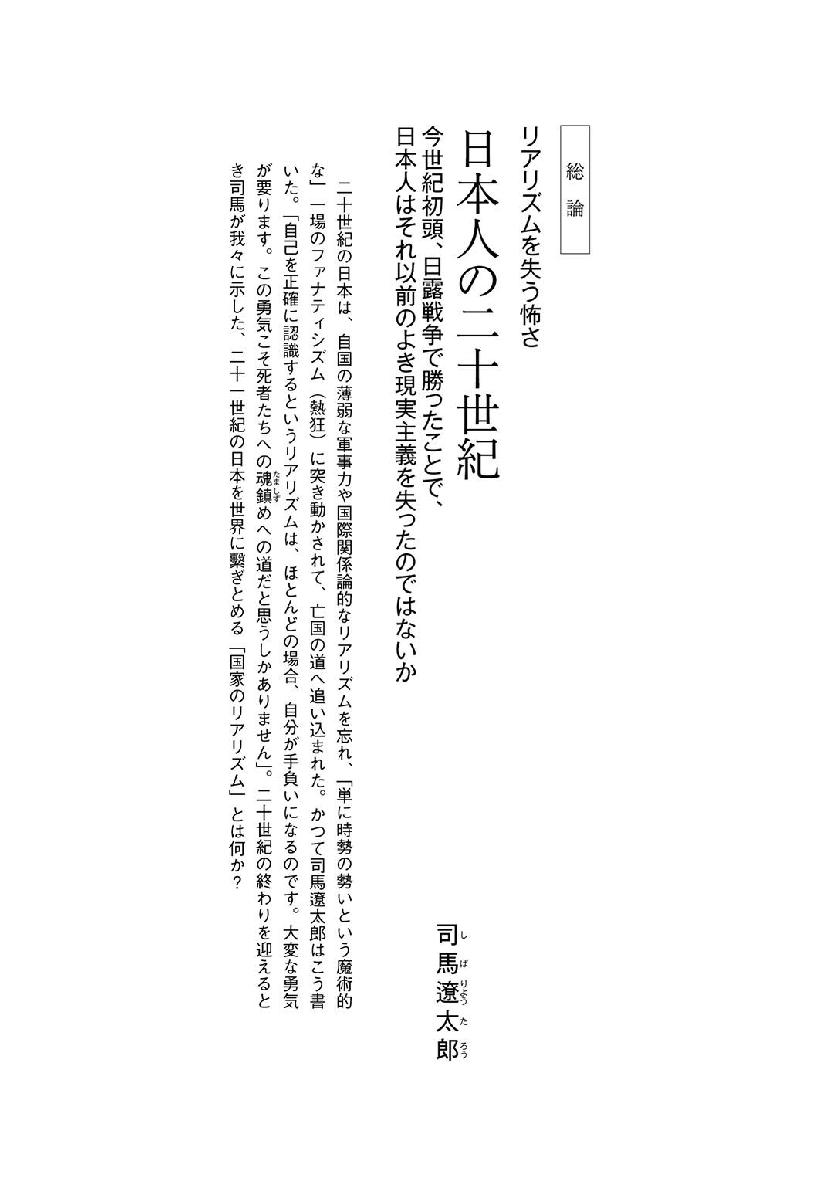 総論
リアリズムを失う怖さ
日本人の二十世紀
今世紀初頭、日露戦争で勝ったことで、
日本人はそれ以前のよき現実主義を失ったのではないか
司馬遼太郎
しばりょうたろう
二十世紀の日本は、自国の薄弱な軍事力や国際関係論的なリアリズムを忘れ、「単に時勢の勢いという魔術的
な」一場のファナティシズム（熱狂）に突き動かされて、亡国の道へ追い込まれた。かつて司馬遼太郎はこう書
いた。「自己を正確に認識するというリアリズムは、ほとんどの場合、自分が手負いになるのです。大変な勇気
が要ります。この勇気こそ死者たちへの魂鎮めへの道だと思うしかありません」。二十世紀の終わりを迎えると
たましず
き司馬が我々に示した、二十一世紀の日本を世界に繫ぎとめる「国家のリアリズム」とは何か？